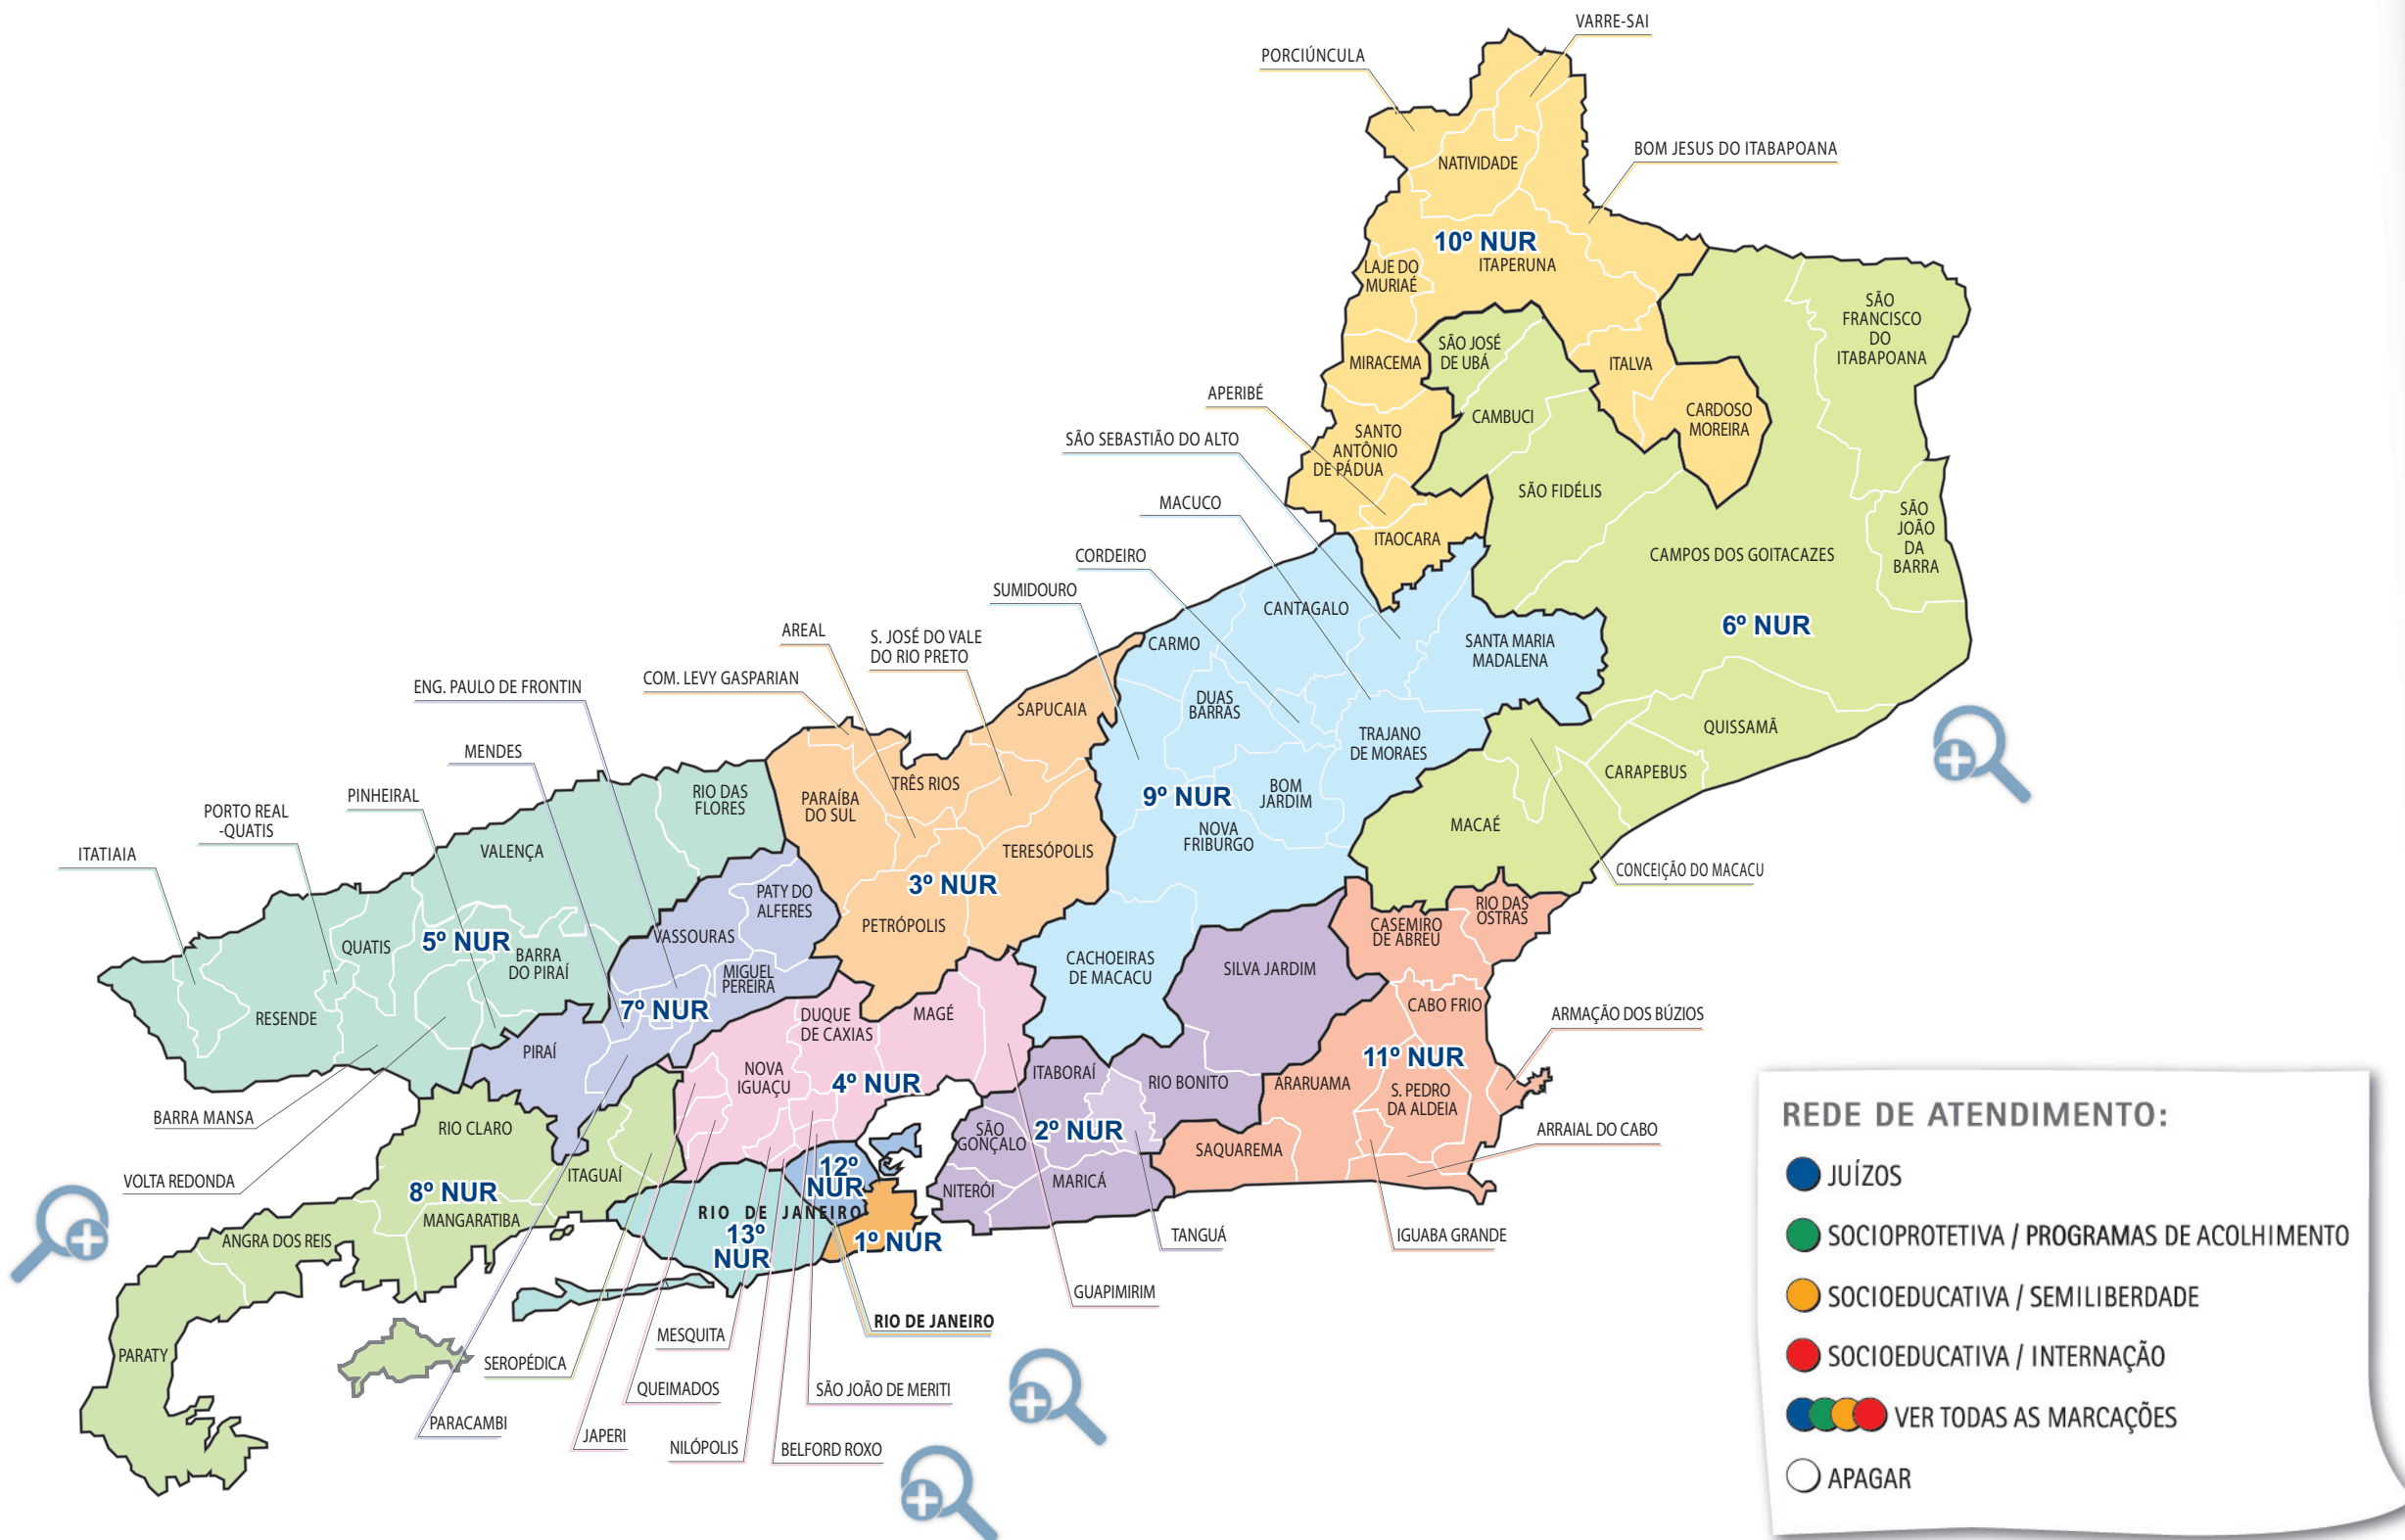 VARRE-SAI
PORCIÚNCULA
BOM JESUS DO ITABAPOANA
NATIVIDADE
10º NUR
ITAPERUNA
LAJE DO
MURIAÉ
SÃO
FRANCISCO
DO
ITABAPOANA
SÃO JOSÉ
DE UBÁ
MIRACEMA
ITALVA
APERIBÉ
CAMBUCI
CARDOSO
MOREIRA
SANTO
ANTÔNIO
DE PÁDUA
SÃO SEBASTIÃO DO ALTO
SÃO FIDÉLIS
MACUCO
SÃO
JOÃO
DA
BARRA
ITAOCARA
CAMPOS DOS GOITACAZES
CORDEIRO
SUMIDOURO
CANTAGALO
6º NUR
AREAL
S. JOSÉ DO VALE
DO RIO PRETO
CARMO
SANTA MARIA
MADALENA
COM. LEVY GASPARIAN
ENG. PAULO DE FRONTIN
SAPUCAIA
DUAS
BARRAS
TRAJANO
DE MORAES
QUISSAMÃ
MENDES
CARAPEBUS
TRÊS RIOS
PINHEIRAL
RIO DAS
FLORES
PARAÍBA
DO SUL
9º NUR
BOM
JARDIM
PORTO REAL
-QUATIS
MACAÉ
NOVA
FRIBURGO
ITATIAIA
VALENÇA
TERESÓPOLIS
CONCEIÇÃO DO MACACU
3º NUR
PATY DO
ALFERES
RIO DAS
OSTRAS
PETRÓPOLIS
CASEMIRO
DE ABREU
VASSOURAS
QUATIS
5º NUR
BARRA
DO PIRAÍ
CACHOEIRAS
DE MACACU
SILVA JARDIM
MIGUEL
PEREIRA
7º NUR
CABO FRIO
RESENDE
DUQUE
DE CAXIAS
MAGÉ
ARMAÇÃO DOS BÚZIOS
PIRAÍ
11º NUR
NOVA
IGUAÇU
4º NUR
ITABORAÍ
RIO BONITO
ARARUAMA
S. PEDRO
DA ALDEIA
BARRA MANSA
RIO CLARO
SÃO
GONÇALO
2º NUR
ARRAIAL DO CABO
SAQUAREMA
VOLTA REDONDA
ITAGUAÍ
12º
NUR
NITERÓI
MARICÁ
8º NUR
MANGARATIBA
RIO DE JANEIRO
13º
NUR
1º NUR
ANGRA DOS REIS
TANGUÁ
IGUABA GRANDE
GUAPIMIRIM
RIO DE JANEIRO
MESQUITA
PARATY
SEROPÉDICA
QUEIMADOS
SÃO JOÃO DE MERITI
PARACAMBI
JAPERI
NILÓPOLIS
BELFORD ROXO
REDE DE ATENDIMENTO:
JUÍZOS
SOCIOPROTETIVA / PROGRAMAS DE ACOLHIMENTO
SOCIOEDUCATIVA / SEMILIBERDADE
SOCIOEDUCATIVA / INTERNAÇÃO
VER TODAS AS MARCAÇÕES
APAGAR